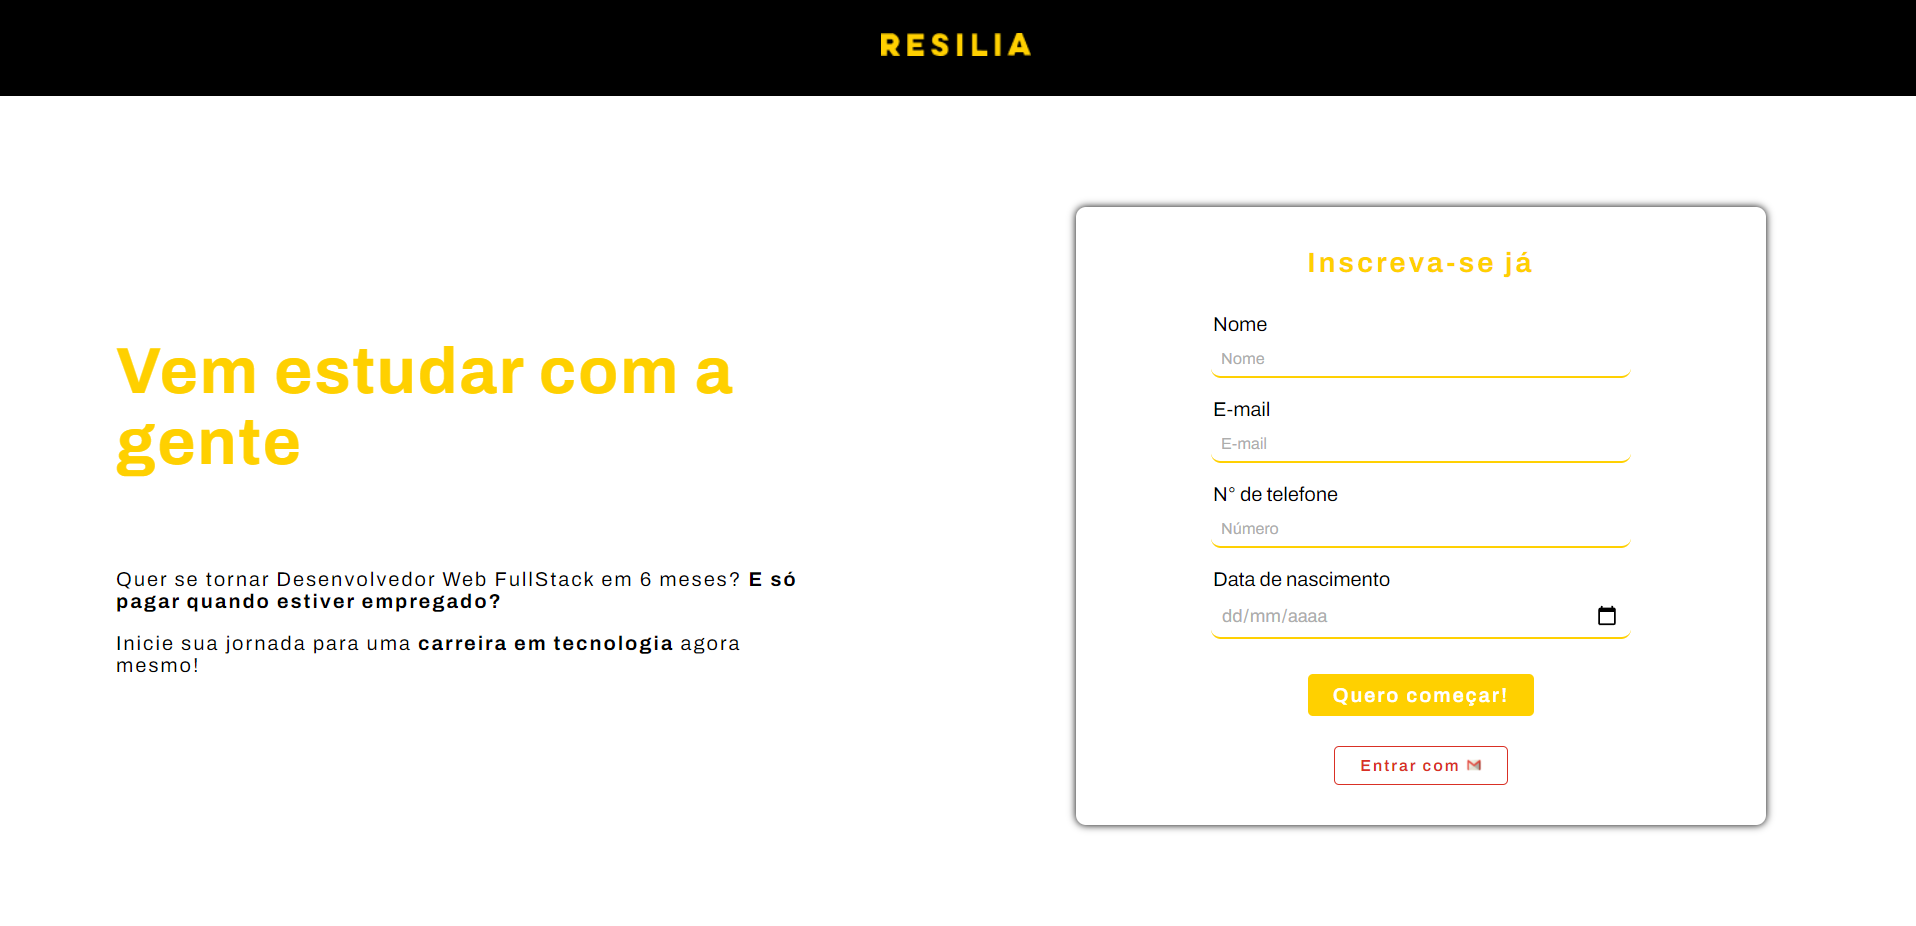 RESILIA
Vem estudar com a
gente
Quer se tornar Desenvolvedor Web FullStack em 6 meses? E só
pagar quando estiver empregado?
Inicie sua jornada para uma carreira em tecnologia agora
mesmo!
Inscreva-se já
Nome
Nome
E-mail
E-mail
N° de telefone
Número
Data de nascimento
dd/mm/aaaa
Quero começar!
Entrar com